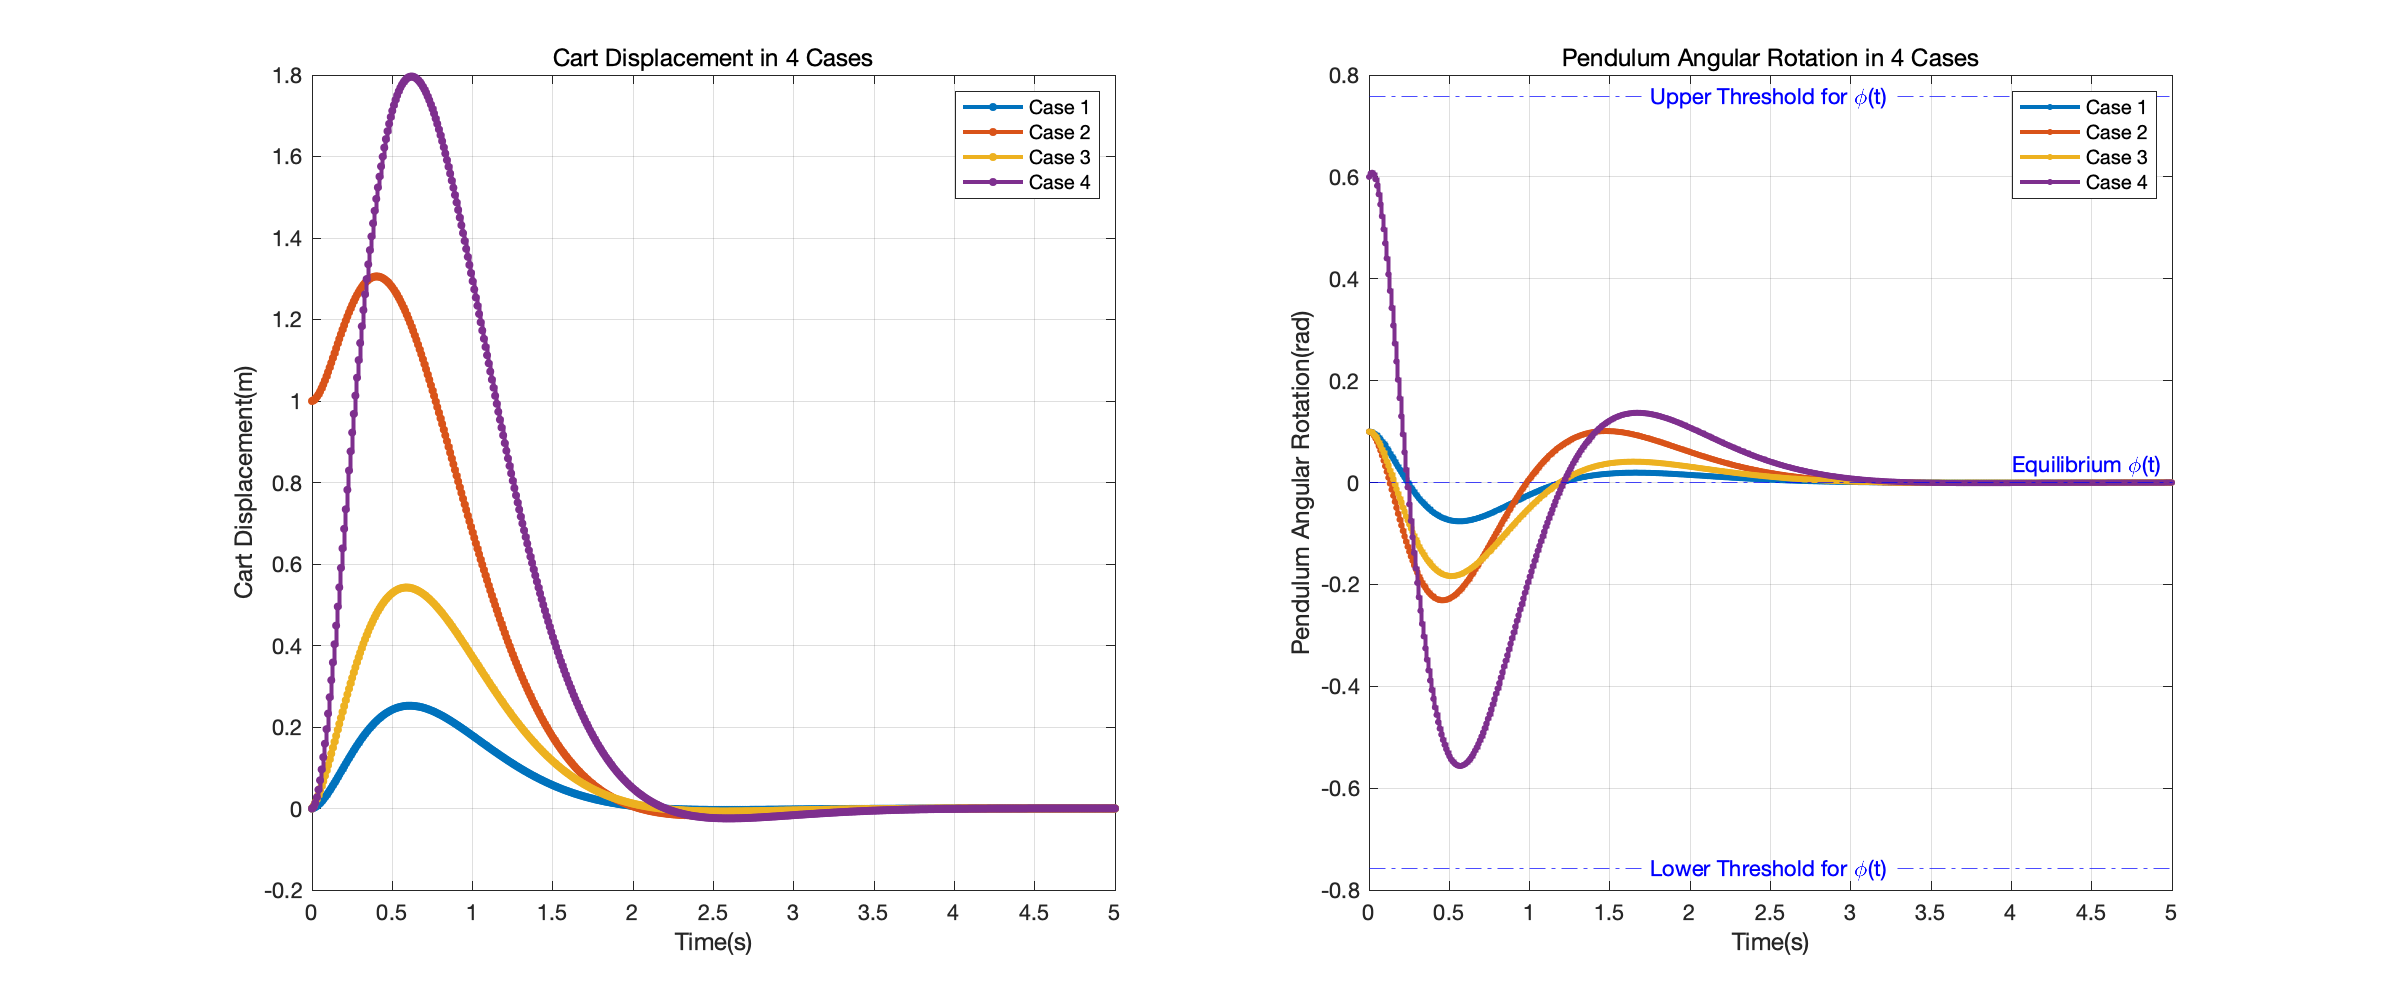 Cart Displacement in 4 Cases
1.8
1.6
1.4
1.2
1
0.8
0.6
0.4
0.2
0
-0.2
Cart Displacement(m)
Case 1
Case 2
Case 3
Case 4
0 0.5 1 1.5 2 2.5 3 3.5 4 4.5 5
Time(s)
Pendulum Angular Rotation in 4 Cases
0.8
0.6
0.4
0.2
0
-0.2
-0.4
-0.6
-0.8
Pendulum Angular Rotation(rad)
Upper Threshold for ϕ(t)
Case 1
Case 2
Case 3
Case 4
Equilibrium ϕ(t)
Lower Threshold for ϕ(t)
0 0.5 1 1.5 2 2.5 3 3.5 4 4.5 5
Time(s)